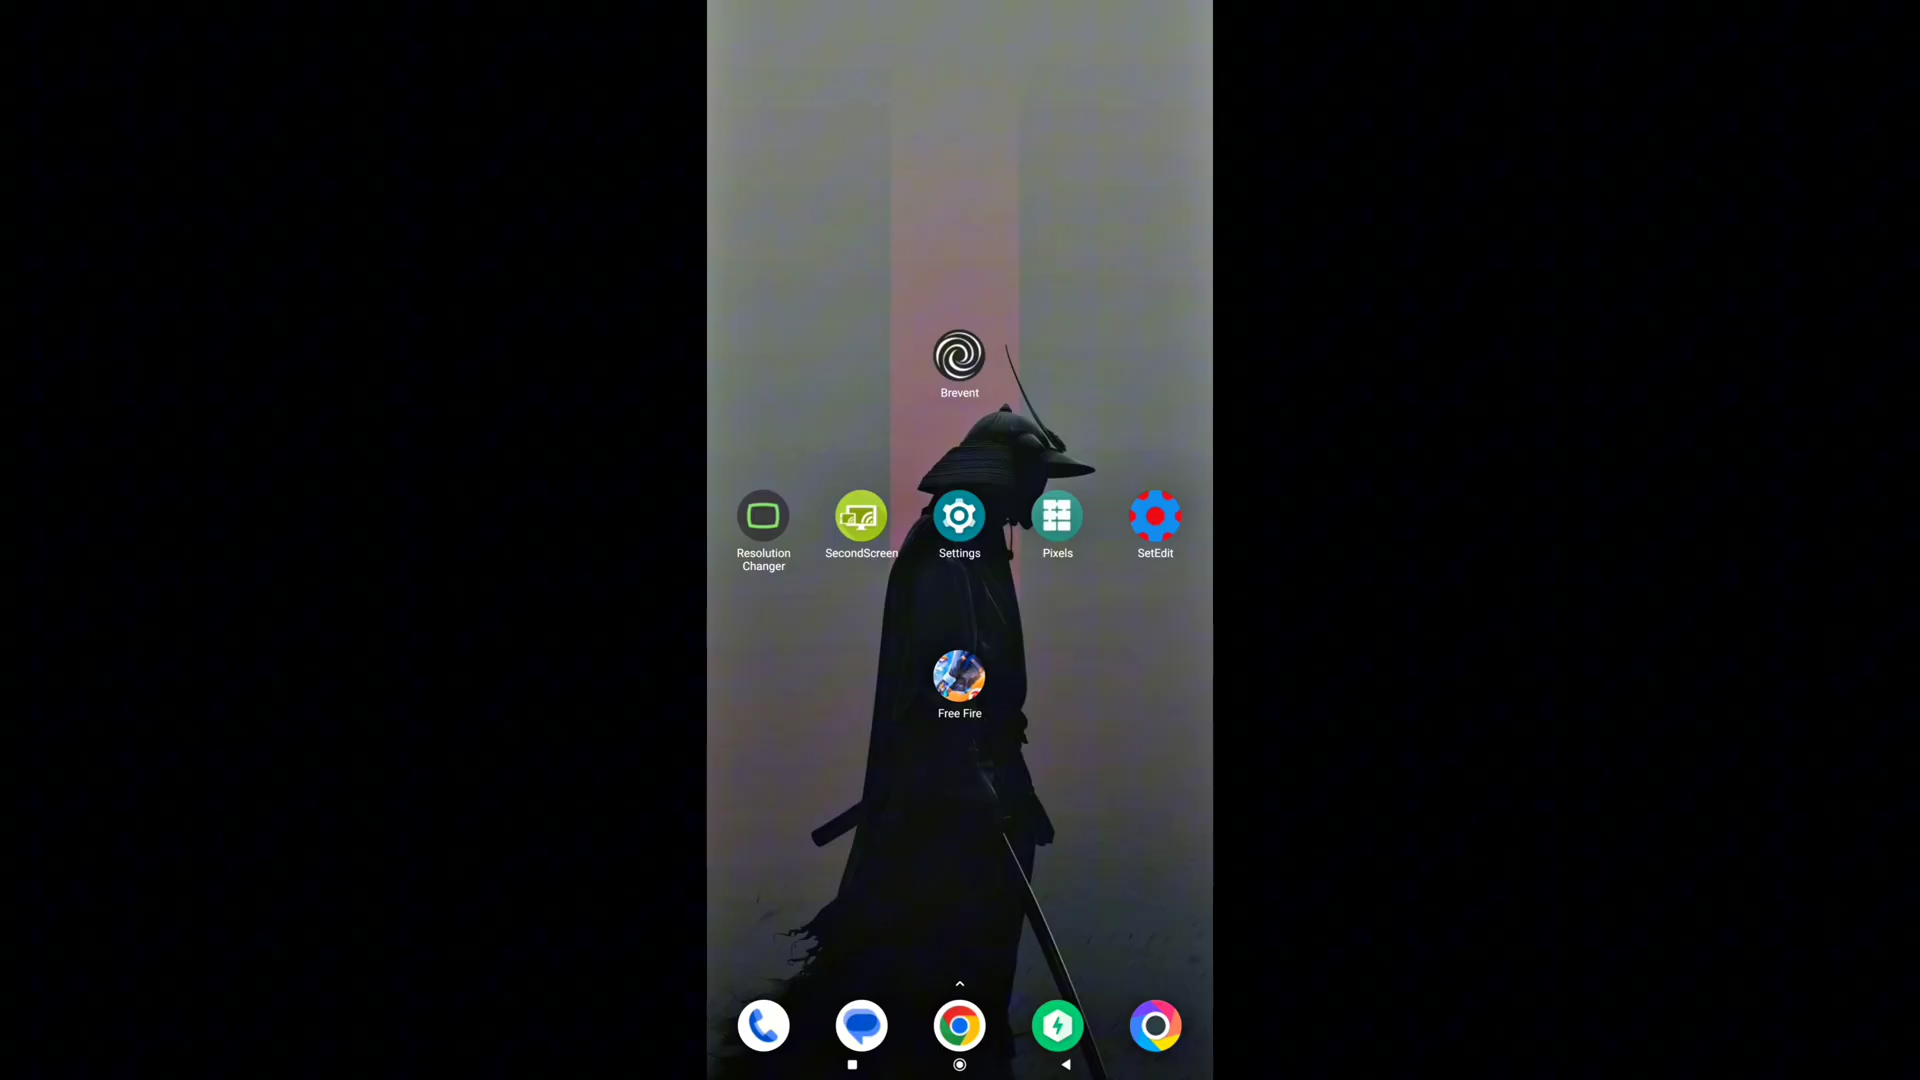 Brevent
Resolution
Changer
SecondScreen
Settings
Pixels
SetEdit
Free Fire